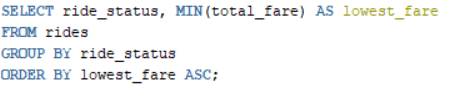 SELECT ride_status, MIN(total_fare) AS lowest_fare
FROM rides
GROUP BY ride_status
ORDER BY lowest_fare ASC;